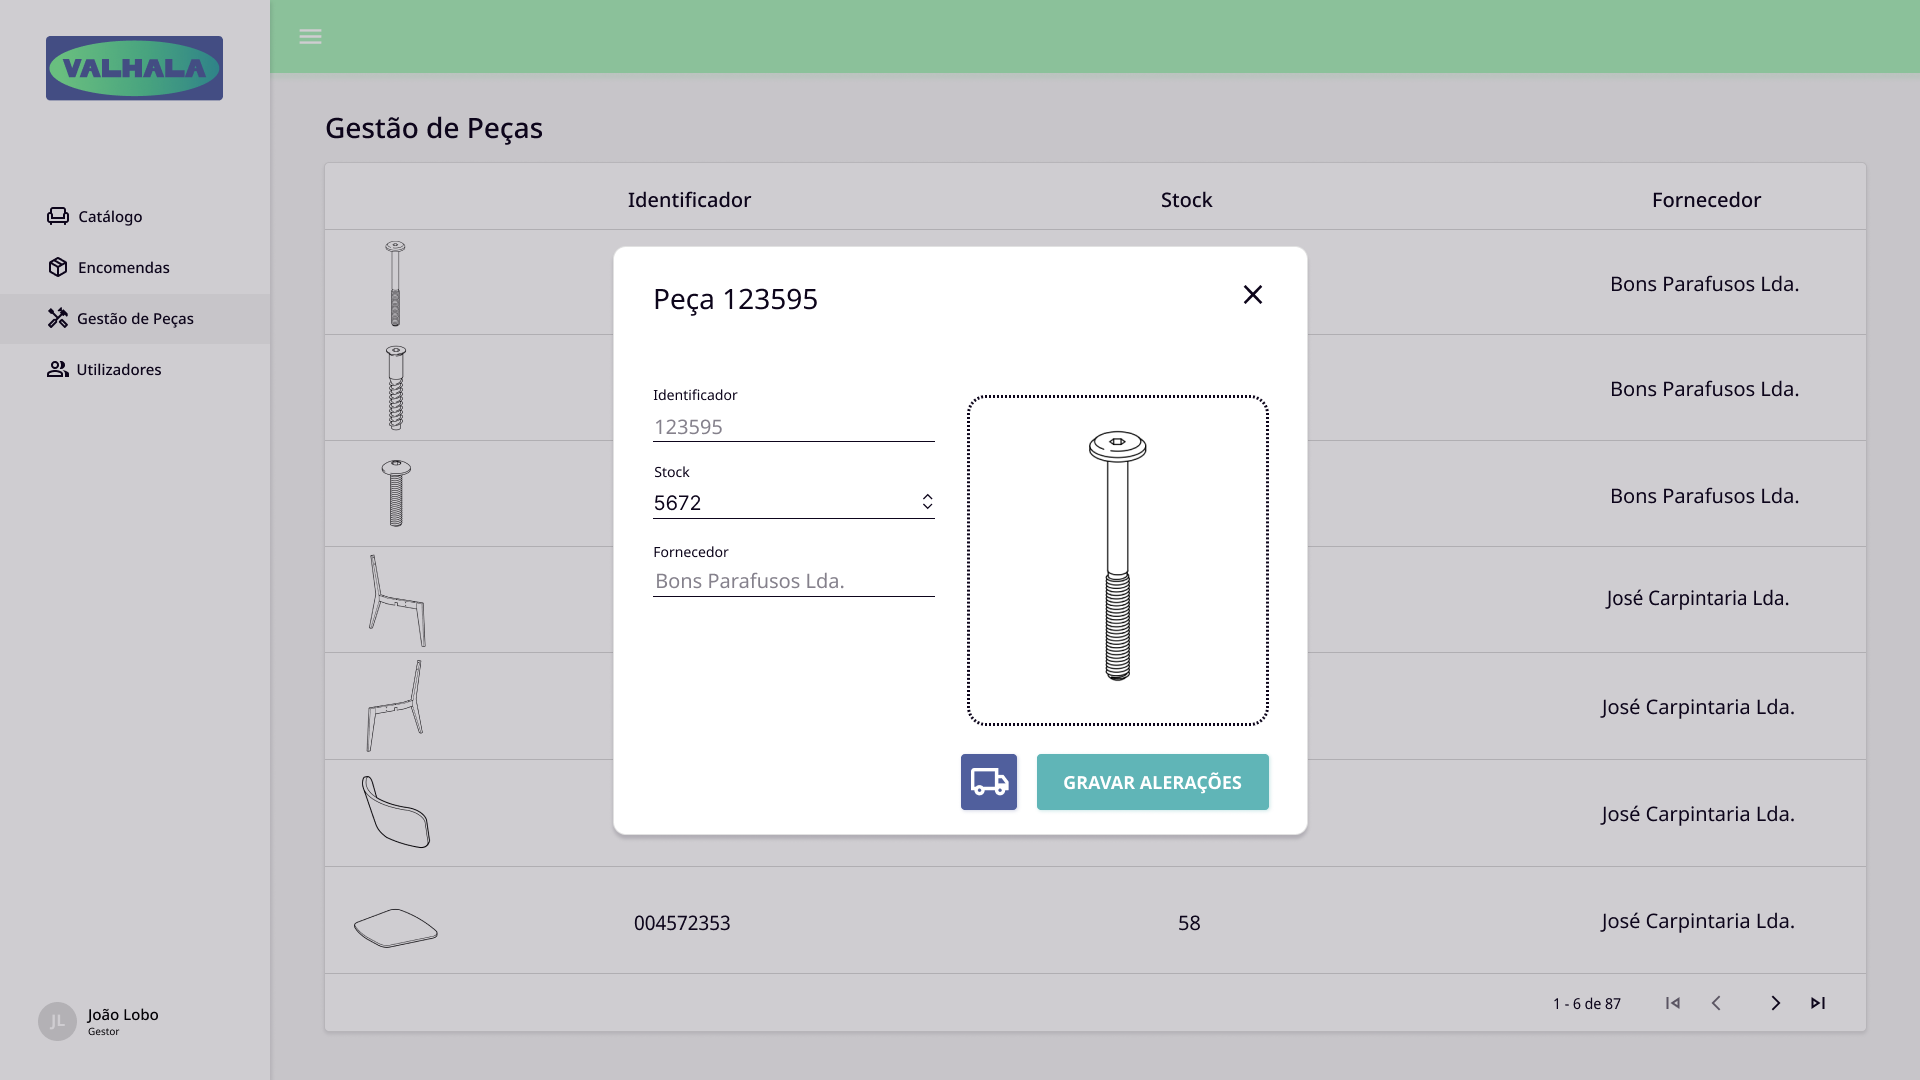 VALHALA
Catálogo
Encomendas
Gestão de Peças
Utilizadores
JL
João Lobo
Gestor
Gestão de Peças
Identificador Stock Fornecedor
Bons Parafusos Lda.
Bons Parafusos Lda.
Bons Parafusos Lda.
José Carpintaria Lda.
José Carpintaria Lda.
José Carpintaria Lda.
004572353 58 José Carpintaria Lda.
1 - 6 de 87
Peça 123595
Identificador
123595
Stock
5672
Fornecedor
Bons Parafusos Lda.
GRAVAR ALERAÇÕES